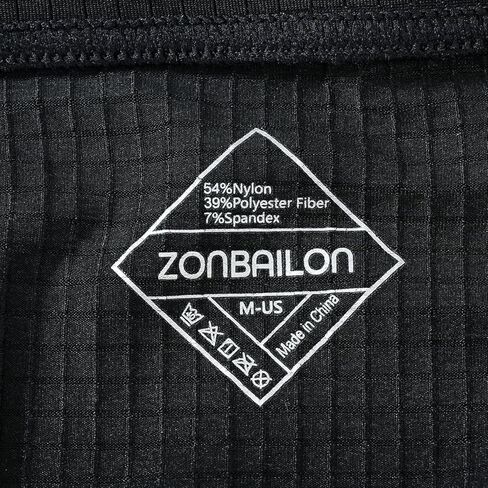 54%Nylon
39%Polyester Fiber
7%Spandex
ZONBAILON
M-US
Made in China